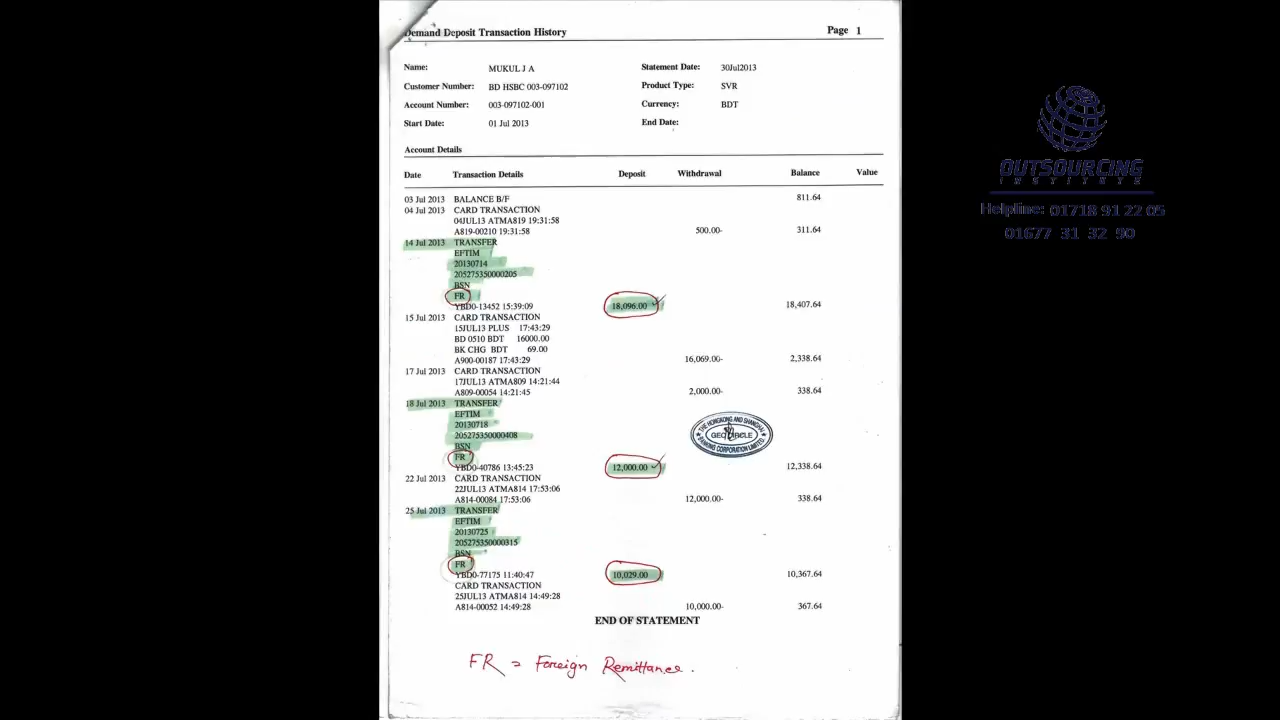 Demand Deposit Transaction History Page 1
Name: MUKUL J A Statement Date: 30Jul2013
Customer Number: BD HSBC 003-097102 Product Type: SVR
Account Number: 003-097102-001 Currency: BDT
Start Date: 01 Jul 2013 End Date:
Account Details
Date Transaction Details Deposit Withdrawal Balance Value
03 Jul 2013 BALANCE B/F 811.64
04 Jul 2013 CARD TRANSACTION
04JUL13 ATMA819 19:31:58
A819-00210 19:31:58 500.00- 311.64
14 Jul 2013 TRANSFER
EFTIM
20130714
205275350000205
BSN
FR
YBD0-13452 15:39:09 18,096.00 18,407.64
15 Jul 2013 CARD TRANSACTION
15JUL13 PLUS 17:43:29
BD 0510 BDT 16000.00
BK CHG BDT 69.00
A900-00187 17:43:29 16,069.00- 2,338.64
17 Jul 2013 CARD TRANSACTION
17JUL13 ATMA809 14:21:44
A809-00054 14:21:45 2,000.00- 338.64
18 Jul 2013 TRANSFER
EFTIM
20130718
205275350000408
BSN
FR
YBD0-40786 13:45:23 12,000.00 12,338.64
22 Jul 2013 CARD TRANSACTION
22JUL13 ATMA814 17:53:06
A814-00084 17:53:06 12,000.00- 338.64
25 Jul 2013 TRANSFER
EFTIM
20130725
205275350000315
BSN
FR
YBD0-77175 11:40:47 10,029.00 10,367.64
CARD TRANSACTION
25JUL13 ATMA814 14:49:28
A814-00052 14:49:28 10,000.00- 367.64
END OF STATEMENT
FR = Foreign Remittance.
THE HONGKONG AND SHANGHAI
BANKING CORPORATION LIMITED
OUTSOURCING
INSTITUTE
Helpline: 01718 91 22 05
01677 31 32 90